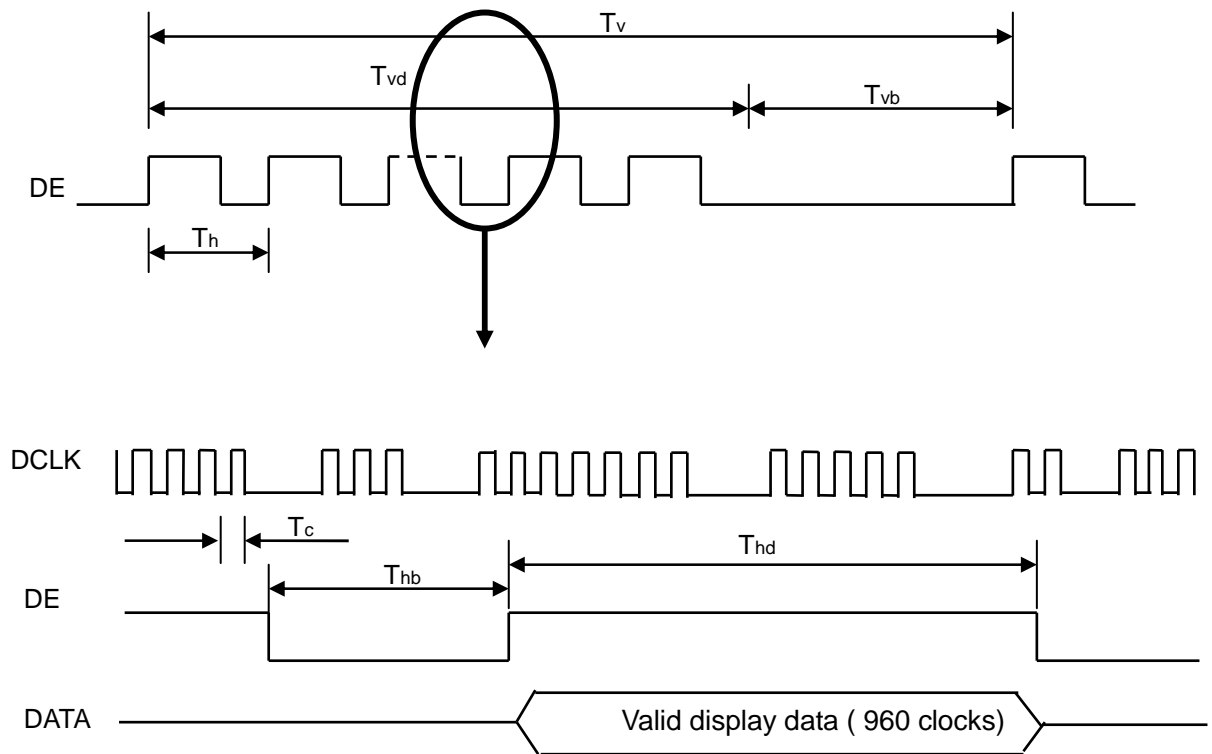 Tv
Tvd
Tvb
DE
Th
DCLK
Tc
Thd
Thb
DE
DATA
Valid display data ( 960 clocks)